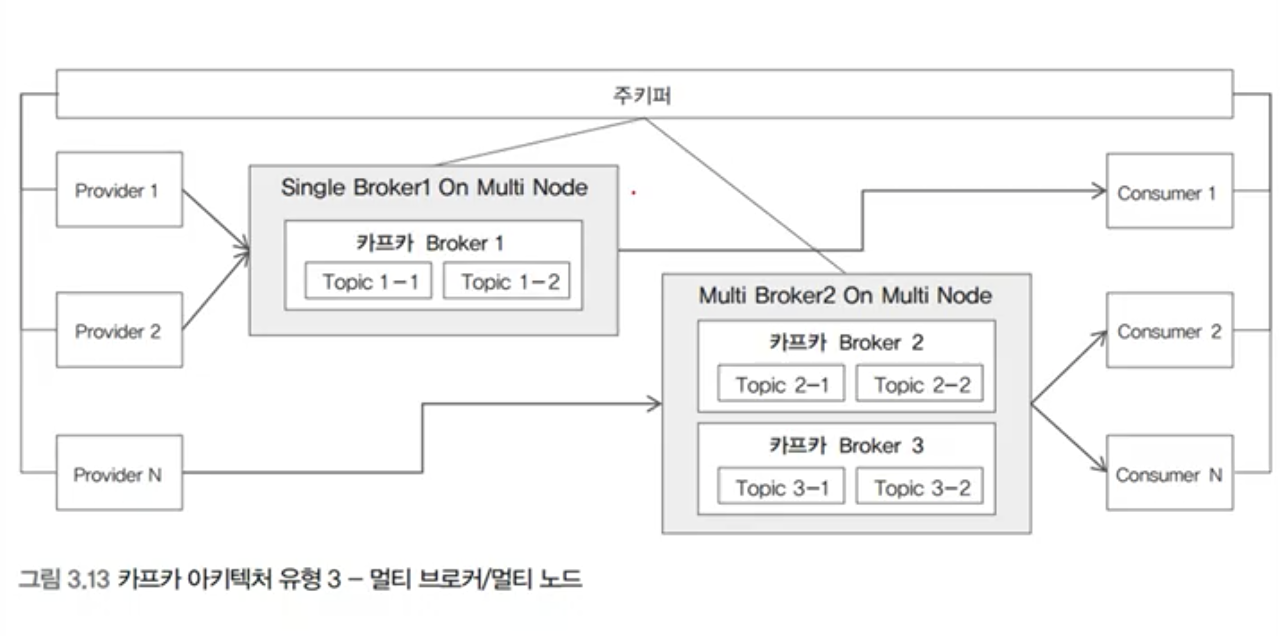 주키퍼
Provider 1
Provider 2
Provider N
Single Broker1 On Multi Node
카프카 Broker 1
Topic 1-1
Topic 1-2
Multi Broker2 On Multi Node
카프카 Broker 2
Topic 2-1
Topic 2-2
카프카 Broker 3
Topic 3-1
Topic 3-2
Consumer 1
Consumer 2
Consumer N
그림 3.13 카프카 아키텍처 유형 3 – 멀티 브로커/멀티 노드